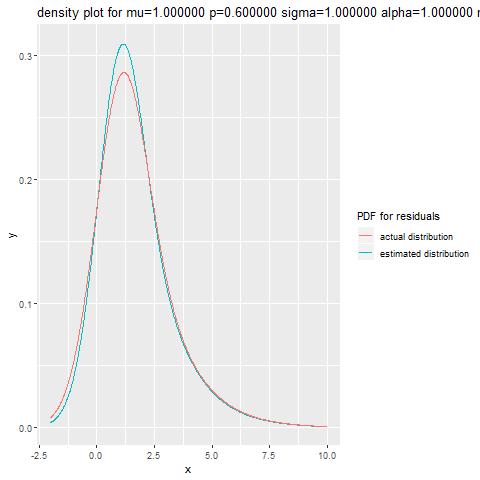 density plot for mu=1.000000 p=0.600000 sigma=1.000000 alpha=1.000000
0.3
0.2
y
0.1
0.0
-2.5 0.0 2.5 5.0 7.5 10.0
x
PDF for residuals
actual distribution
estimated distribution